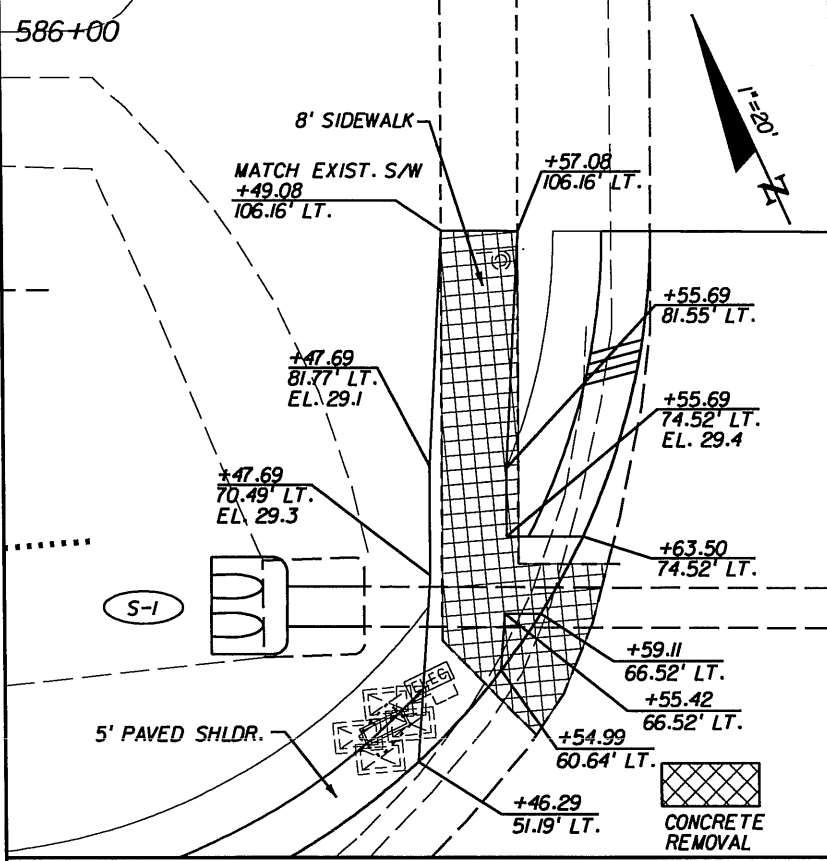 586+00
1"=20'
N
8' SIDEWALK
MATCH EXIST. S/W
+49.08
106.16' LT.
+57.08
106.16' LT.
+55.69
81.55' LT.
+47.69
81.77' LT.
EL. 29.1
+55.69
74.52' LT.
EL. 29.4
+47.69
70.49' LT.
EL. 29.3
+63.50
74.52' LT.
S-1
+59.11
66.52' LT.
ELEC
+55.42
66.52' LT.
5' PAVED SHLDR.
+54.99
60.64' LT.
+46.29
51.19' LT.
CONCRETE
REMOVAL